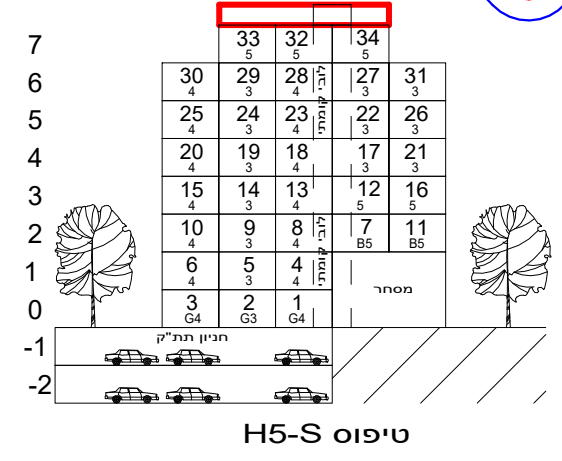 7 33 32 34
5 5 5
6 30 29 28 27 31
4 3 4 3 3
5 25 24 23 22 26
4 3 4 3 3
4 20 19 18 17 21
4 3 4 3 3
3 15 14 13 12 16
4 3 4 5 5
2 10 9 8 7 11
4 3 4 B5 B5
1 6 5 4
4 3 4
0 3 2 1
G4 G3 G4
לובי קומתי
לובי קומתי
מסחר
-1 חניון תת"ק
-2
טיפוס H5-S